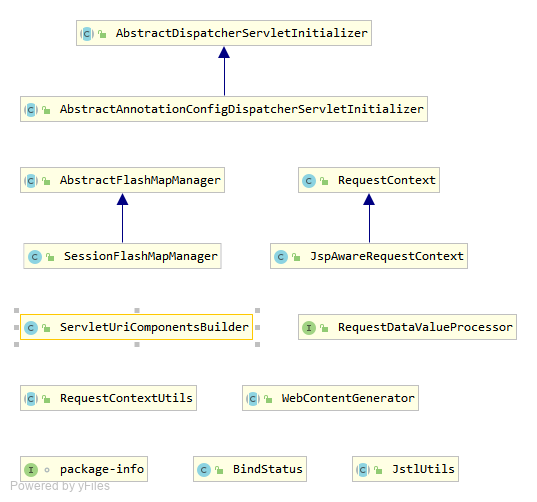 AbstractDispatcherServletInitializer
AbstractAnnotationConfigDispatcherServletInitializer
AbstractFlashMapManager
RequestContext
SessionFlashMapManager
JspAwareRequestContext
ServletUriComponentsBuilder
RequestDataValueProcessor
RequestContextUtils
WebContentGenerator
package-info
BindStatus
JstlUtils
Powered by yFiles